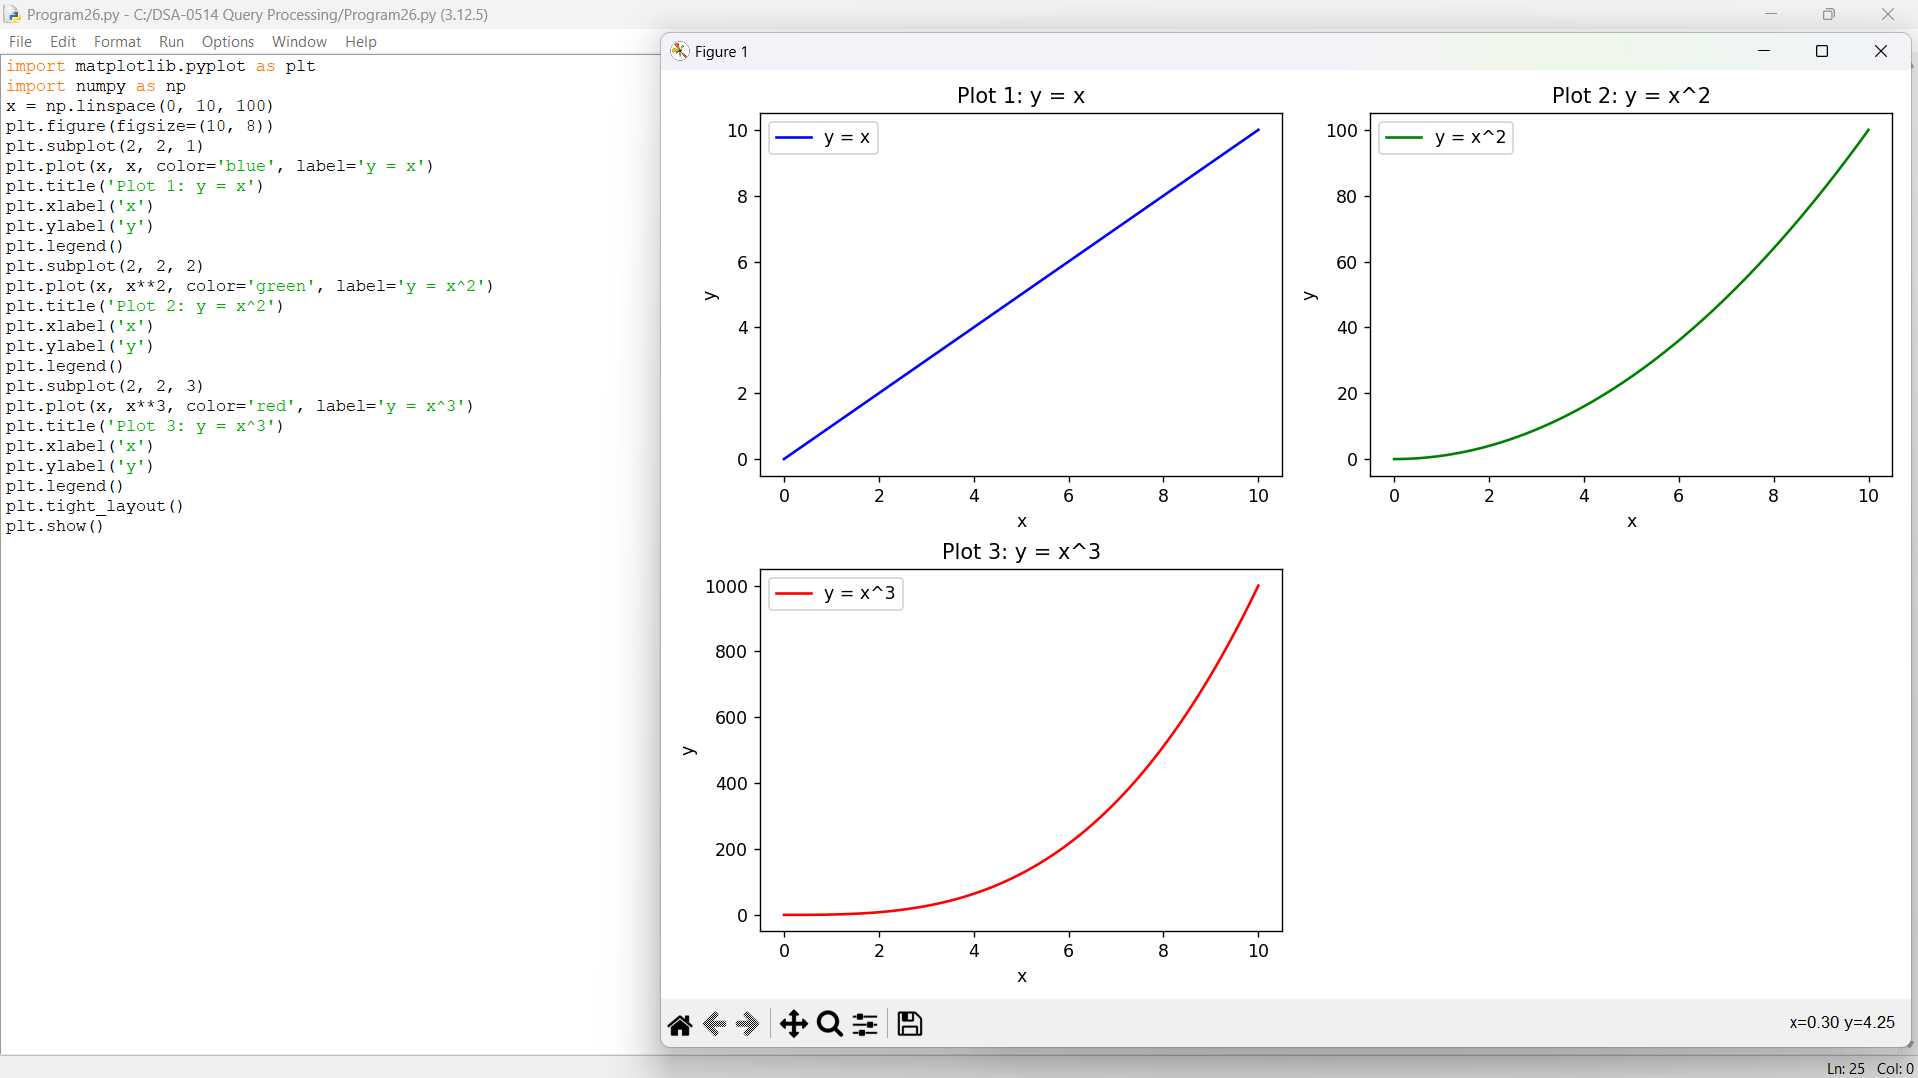 Program26.py - C:/DSA-0514 Query Processing/Program26.py (3.12.5)
File Edit Format Run Options Window Help
import matplotlib.pyplot as plt
import numpy as np
x = np.linspace(0, 10, 100)
plt.figure(figsize=(10, 8))
plt.subplot(2, 2, 1)
plt.plot(x, x, color='blue', label='y = x')
plt.title('Plot 1: y = x')
plt.xlabel('x')
plt.ylabel('y')
plt.legend()
plt.subplot(2, 2, 2)
plt.plot(x, x**2, color='green', label='y = x^2')
plt.title('Plot 2: y = x^2')
plt.xlabel('x')
plt.ylabel('y')
plt.legend()
plt.subplot(2, 2, 3)
plt.plot(x, x**3, color='red', label='y = x^3')
plt.title('Plot 3: y = x^3')
plt.xlabel('x')
plt.ylabel('y')
plt.legend()
plt.tight_layout()
plt.show()
Figure 1
Plot 1: y = x
y = x
10
8
6
4
2
0
y
0 2 4 6 8 10
x
Plot 2: y = x^2
y = x^2
100
80
60
40
20
0
y
0 2 4 6 8 10
x
Plot 3: y = x^3
y = x^3
1000
800
600
400
200
0
y
0 2 4 6 8 10
x
x=0.30 y=4.25
Ln: 25 Col: 0